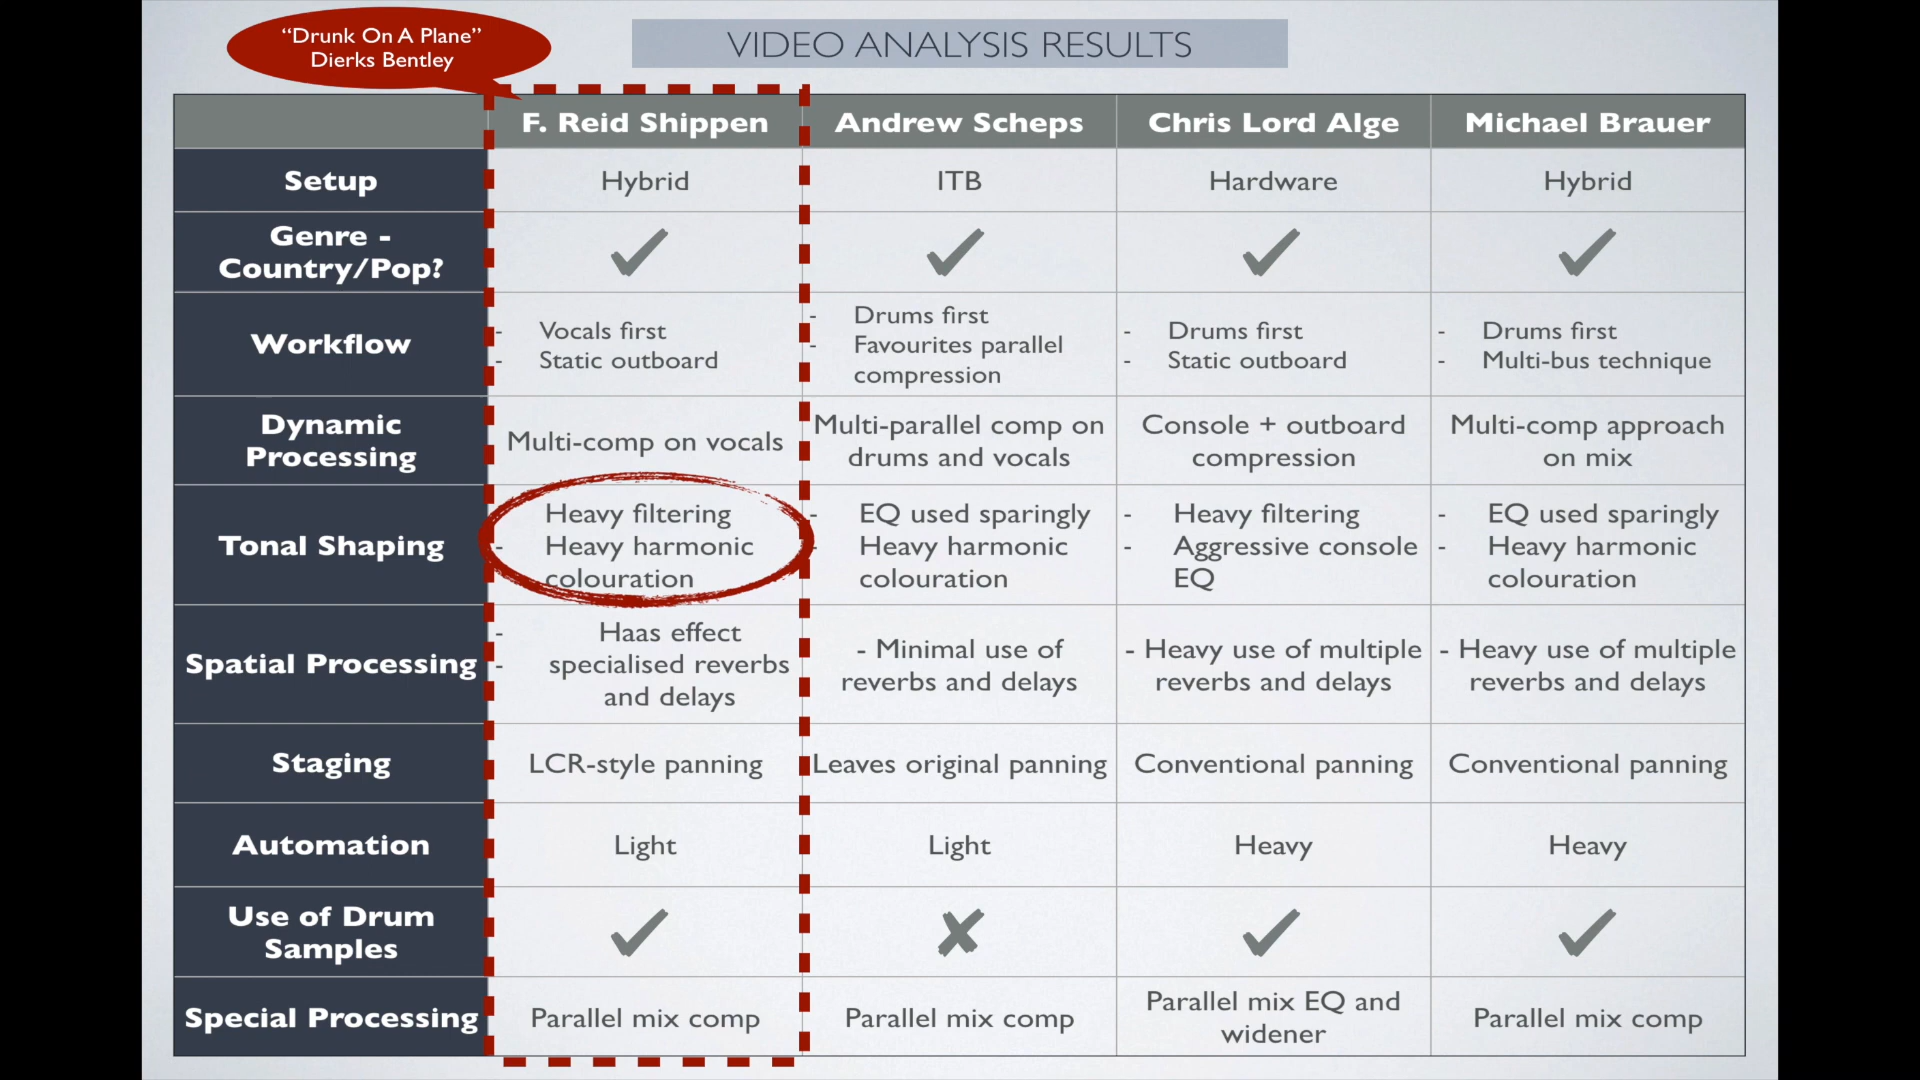 “Drunk On A Plane”
Dierks Bentley
VIDEO ANALYSIS RESULTS
F. Reid Shippen Andrew Scheps Chris Lord Alge Michael Brauer
Setup Hybrid ITB Hardware Hybrid
Genre -
Country/Pop? ✓ ✓ ✓ ✓
Workflow
- Vocals first
- Static outboard
- Drums first
- Favourites parallel
compression
- Drums first
- Static outboard
- Drums first
- Multi-bus technique
Dynamic
Processing
Multi-comp on vocals
Multi-parallel comp on
drums and vocals
Console + outboard
compression
Multi-comp approach
on mix
Tonal Shaping
Heavy filtering
- Heavy harmonic
colouration
- EQ used sparingly
- Heavy harmonic
colouration
- Heavy filtering
- Aggressive console
EQ
- EQ used sparingly
- Heavy harmonic
colouration
Spatial Processing
- Haas effect
- specialised reverbs
and delays
- Minimal use of
reverbs and delays
- Heavy use of multiple
reverbs and delays
- Heavy use of multiple
reverbs and delays
Staging LCR-style panning Leaves original panning Conventional panning Conventional panning
Automation Light Light Heavy Heavy
Use of Drum
Samples ✓ ✘ ✓ ✓
Special Processing
Parallel mix comp
Parallel mix comp
Parallel mix EQ and
widener
Parallel mix comp